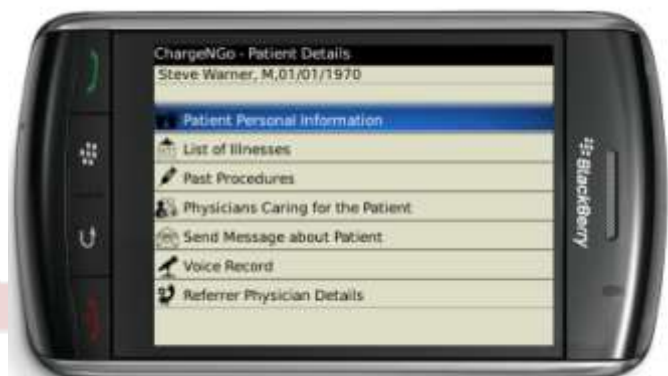 ChargeNGo - Patient Details
Steve Warner, M,01/01/1970
Patient Personal Information
List of Illnesses
Past Procedures
Physicians Caring for the Patient
Send Message about Patient
Voice Record
Referrer Physician Details
BlackBerry